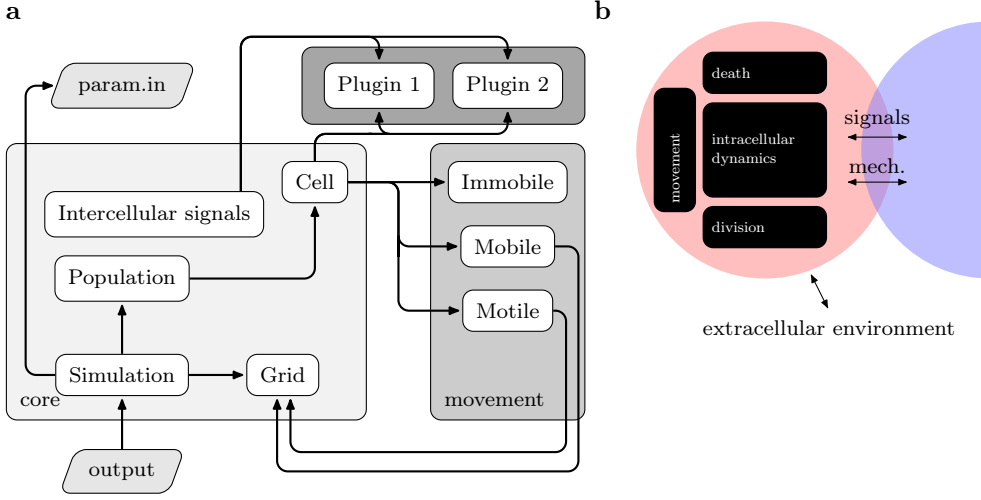 a
param.in
Plugin 1
Plugin 2
Cell
Immobile
Intercellular signals
Mobile
Population
Motile
Simulation
Grid
core
movement
output
b
death
movement
intracellular
dynamics
division
signals
mech.
extracellular environment